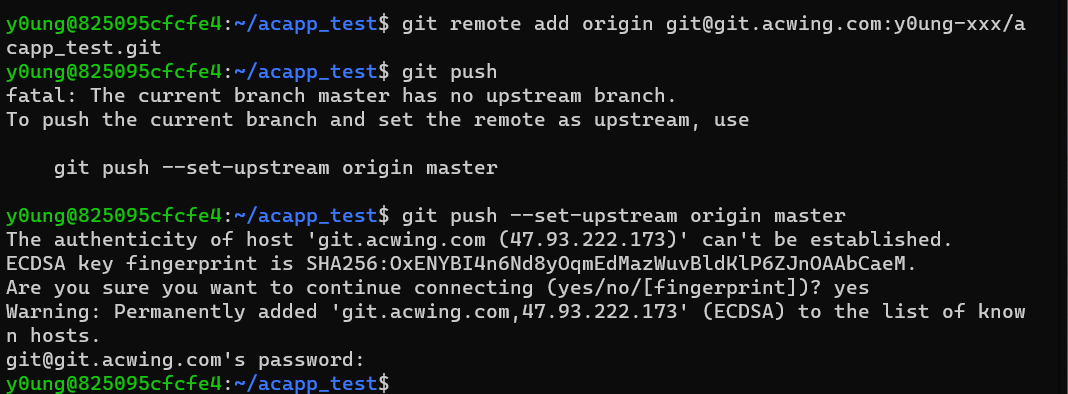 y0ung@825095cfcfe4:~/acapp_test$ git remote add origin git@git.acwing.com:y0ung-xxx/a
capp_test.git
y0ung@825095cfcfe4:~/acapp_test$ git push
fatal: The current branch master has no upstream branch.
To push the current branch and set the remote as upstream, use
    git push --set-upstream origin master
y0ung@825095cfcfe4:~/acapp_test$ git push --set-upstream origin master
The authenticity of host 'git.acwing.com (47.93.222.173)' can't be established.
ECDSA key fingerprint is SHA256:OxENYBI4n6Nd8yOqmEdMazWuvBldKlP6ZJnOAAbCaeM.
Are you sure you want to continue connecting (yes/no/[fingerprint])? yes
Warning: Permanently added 'git.acwing.com,47.93.222.173' (ECDSA) to the list of know
n hosts.
git@git.acwing.com's password:
y0ung@825095cfcfe4:~/acapp_test$